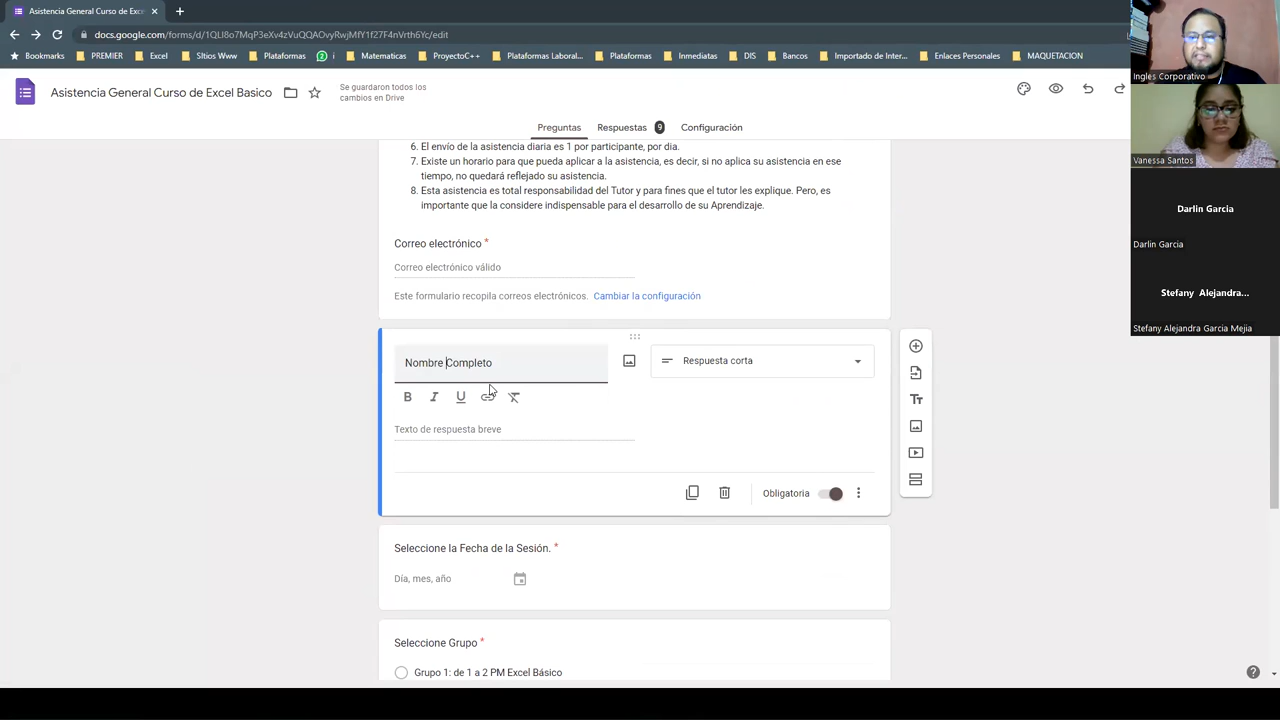 Asistencia General Curso de Exce
docs.google.com/forms/d/1QLI8o7MqP3eXv4zVuQQAOvyRwjMfY1f27F4nVrth6Yc/edit
Bookmarks
PREMIER
Excel
SItios Www
Plataformas
Matematicas
ProyectoC++
Plataformas Laboral...
Plataformas
Inmediatas
DIS
Bancos
Importado de Inter...
Enlaces Personales
MAQUETACION
Asistencia General Curso de Excel Basico
Se guardaron todos los
cambios en Drive
Preguntas
Respuestas 9
Configuración
6. El envío de la asistencia diaria es 1 por participante, por dia.
7. Existe un horario para que pueda aplicar a la asistencia, es decir, si no aplica su asistencia en ese
tiempo, no quedará reflejado su asistencia.
8. Esta asistencia es total responsabilidad del Tutor y para fines que el tutor les explique. Pero, es
importante que la considere indispensable para el desarrollo de su Aprendizaje.
Correo electrónico *
Correo electrónico válido
Este formulario recopila correos electrónicos. Cambiar la configuración
Nombre Completo
Respuesta corta
Texto de respuesta breve
Obligatoria
Seleccione la Fecha de la Sesión. *
Día, mes, año
Seleccione Grupo *
Grupo 1: de 1 a 2 PM Excel Básico
Ingles Corporativo
Vanessa Santos
Darlin Garcia
Darlin Garcia
Stefany Alejandra...
Stefany Alejandra Garcia Mejia